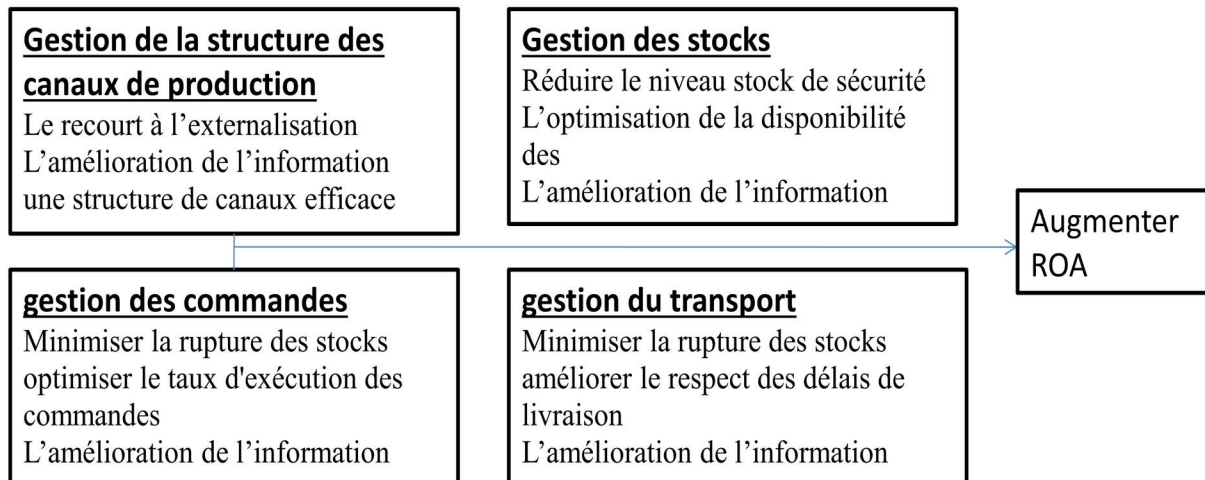 Gestion de la structure des
canaux de production
Le recourt à l’externalisation
L’amélioration de l’information
une structure de canaux efficace
Gestion des stocks
Réduire le niveau stock de sécurité
L’optimisation de la disponibilité
des
L’amélioration de l’information
Augmenter
ROA
gestion des commandes
Minimiser la rupture des stocks
optimiser le taux d'exécution des
commandes
L’amélioration de l’information
gestion du transport
Minimiser la rupture des stocks
améliorer le respect des délais de
livraison
L’amélioration de l’information